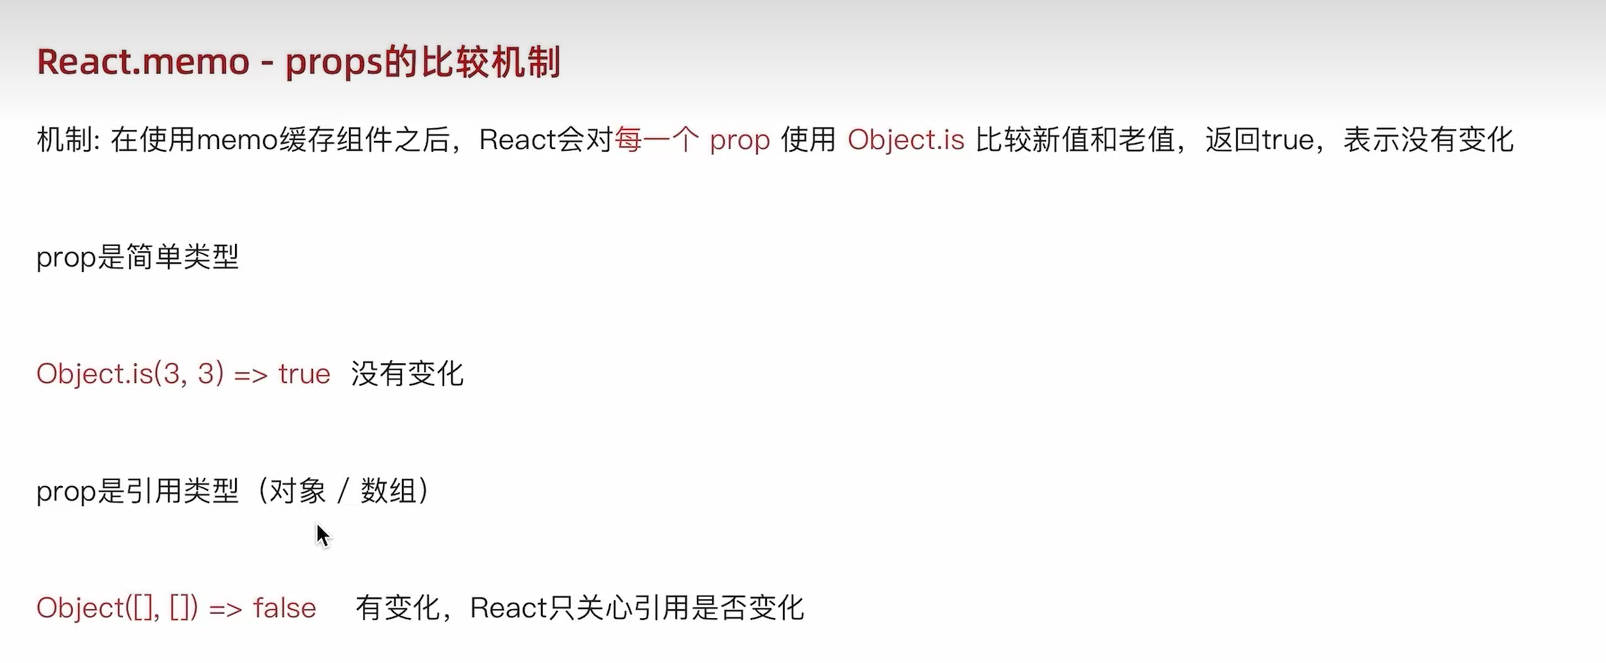 React.memo - props的比较机制
机制: 在使用memo缓存组件之后，React会对每一个 prop 使用 Object.is 比较新值和老值，返回true，表示没有变化
prop是简单类型
Object.is(3, 3) => true 没有变化
prop是引用类型（对象 / 数组）
Object([], []) => false 有变化，React只关心引用是否变化